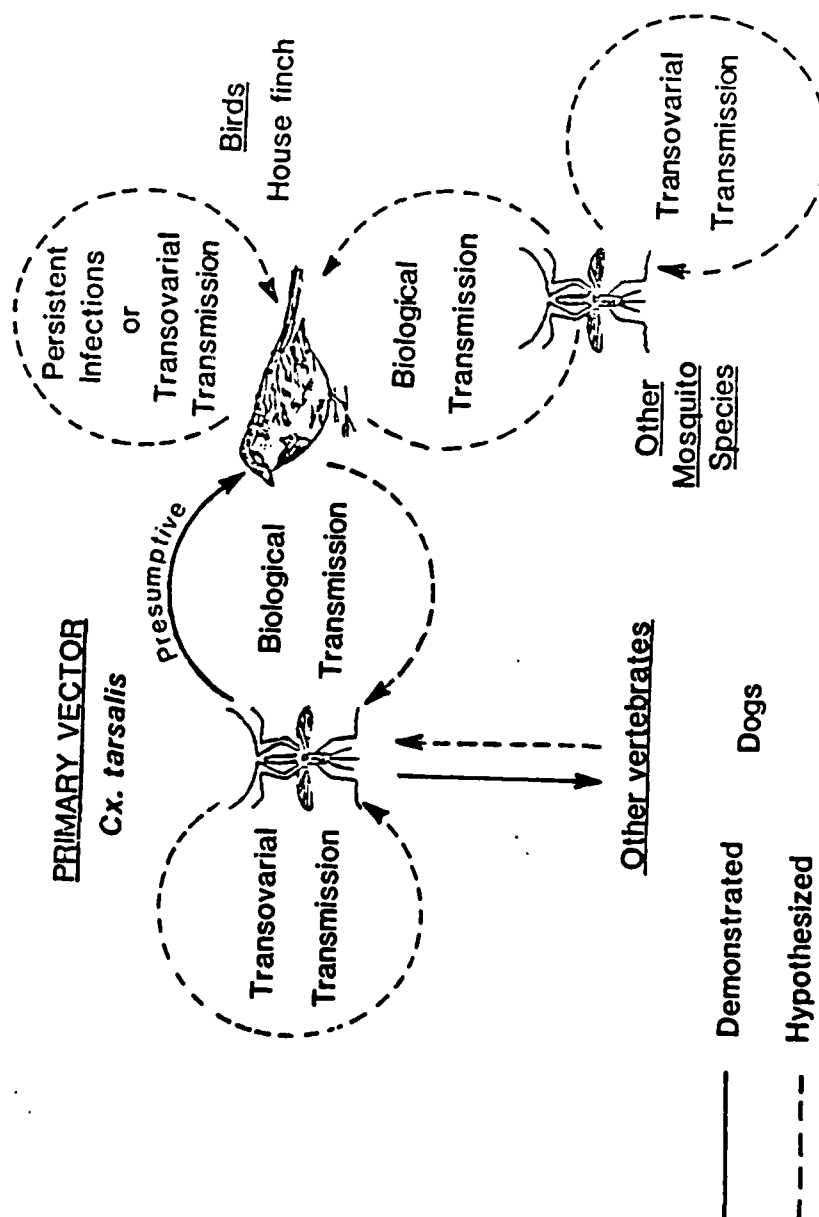 PRIMARY VECTOR
Cx. tarsalis
Presumptive
Birds
House finch
Persistent
Infections
or
Transovarial
Transmission
Transovarial
Transmission
Biological
Transmission
Biological
Transmission
Other
Mosquito
Species
Transovarial
Transmission
Other vertebrates
Dogs
Demonstrated
Hypothesized